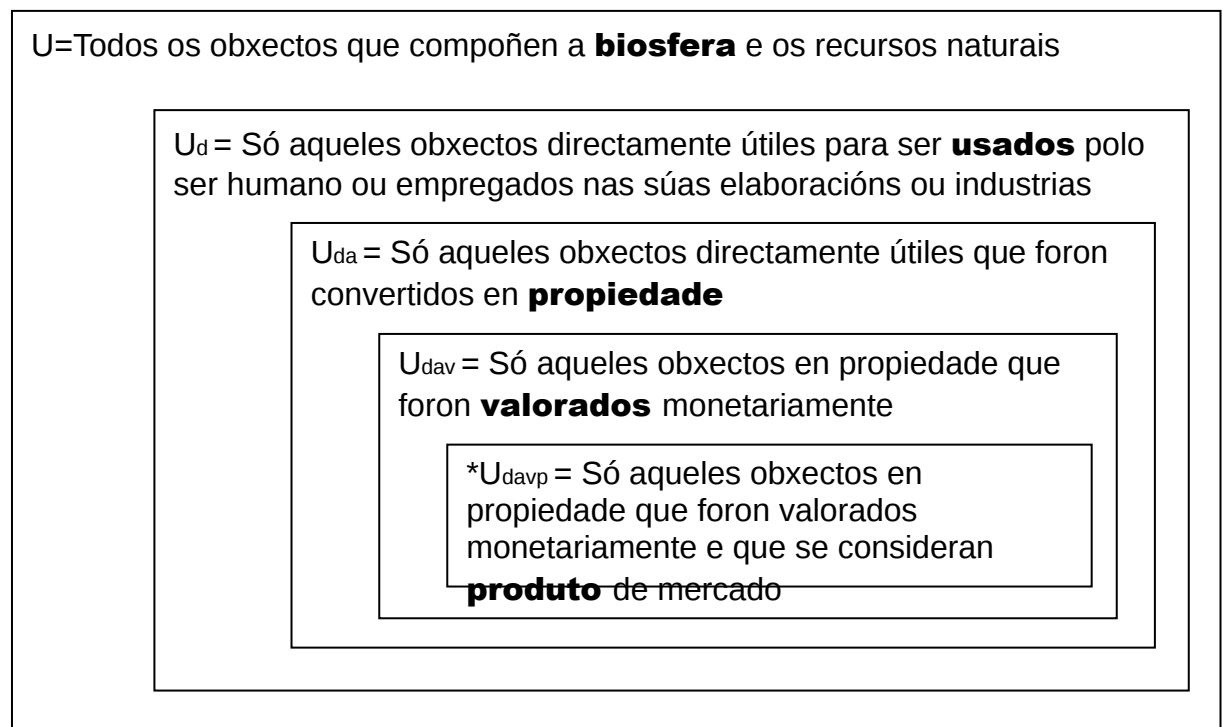 U=Todos os obxectos que compoñen a biosfera e os recursos naturais
Ud = Só aqueles obxectos directamente útiles para ser usados polo
ser humano ou empregados nas súas elaboracións ou industrias
Uda = Só aqueles obxectos directamente útiles que foron
convertidos en propiedade
Udav = Só aqueles obxectos en propiedade que
foron valorados monetariamente
*Udavp = Só aqueles obxectos en
propiedade que foron valorados
monetariamente e que se consideran
produto de mercado